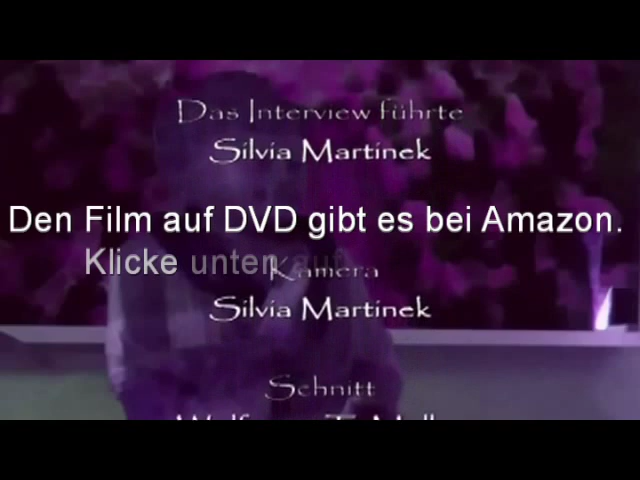 Das Interview führte
Silvia Martinek
Den Film auf DVD gibt es bei Amazon.
Klicke unten auf
Kamera
Silvia Martinek
Schnitt